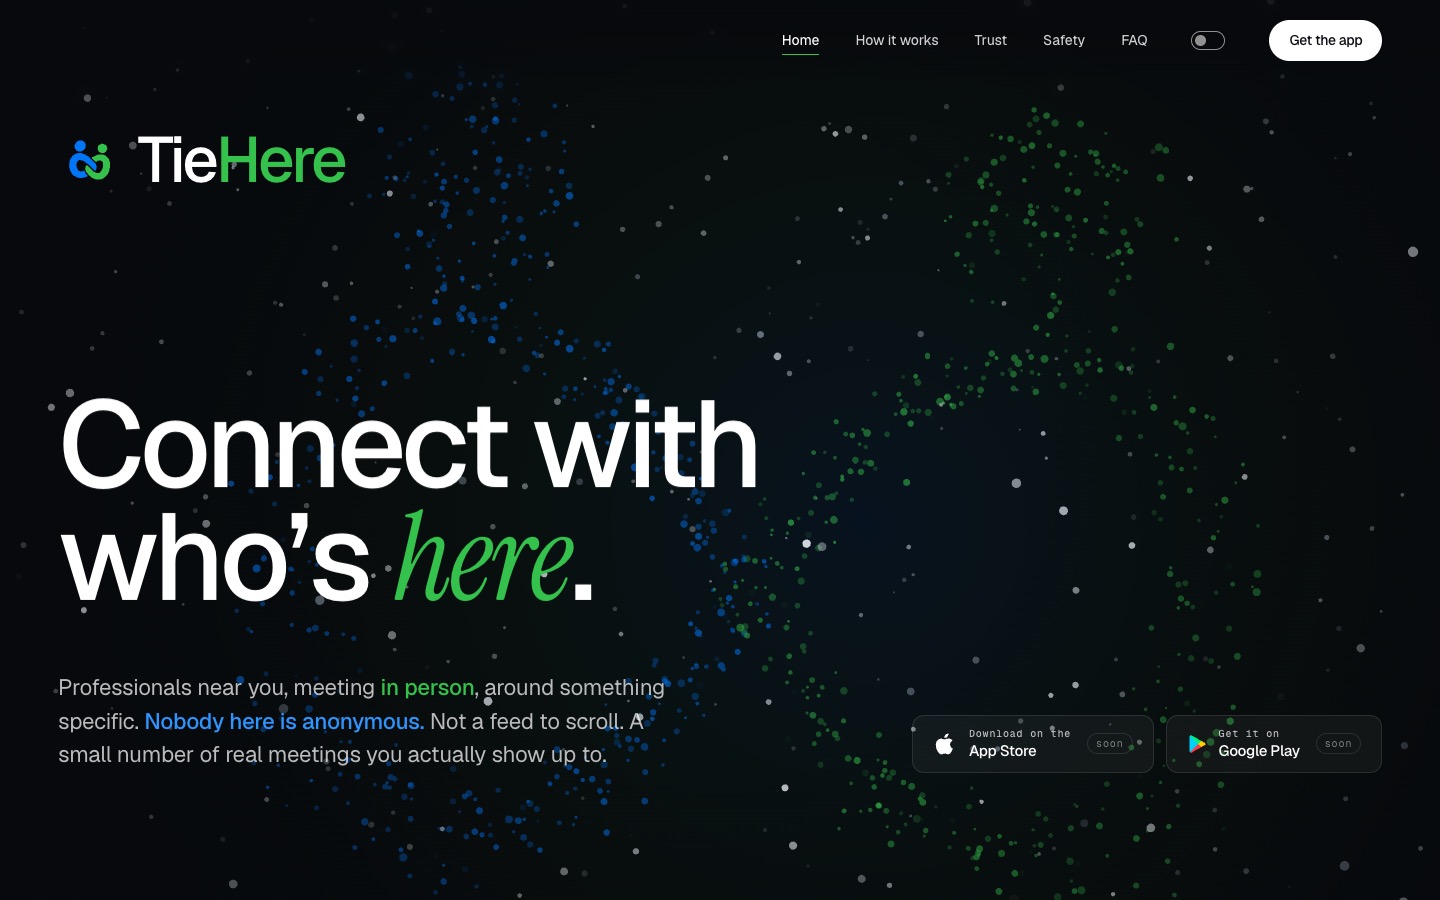 Home How it works Trust Safety FAQ Get the app
TieHere
Connect with
who’s here.
Professionals near you, meeting in person, around something
specific. Nobody here is anonymous. Not a feed to scroll. A
small number of real meetings you actually show up to.
Download on the
App Store
soon
Get it on
Google Play
soon